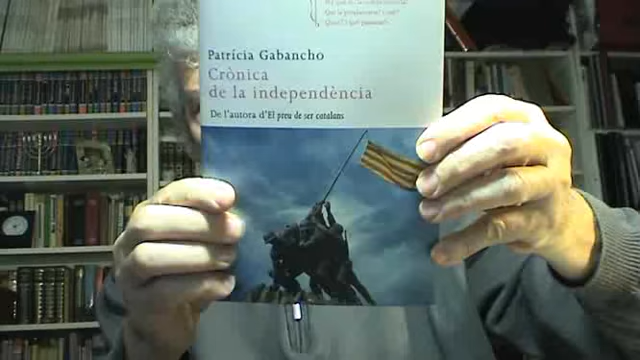 Patrícia Gabancho
Crònica
de la independència
De l'autora d'El preu de ser catalans